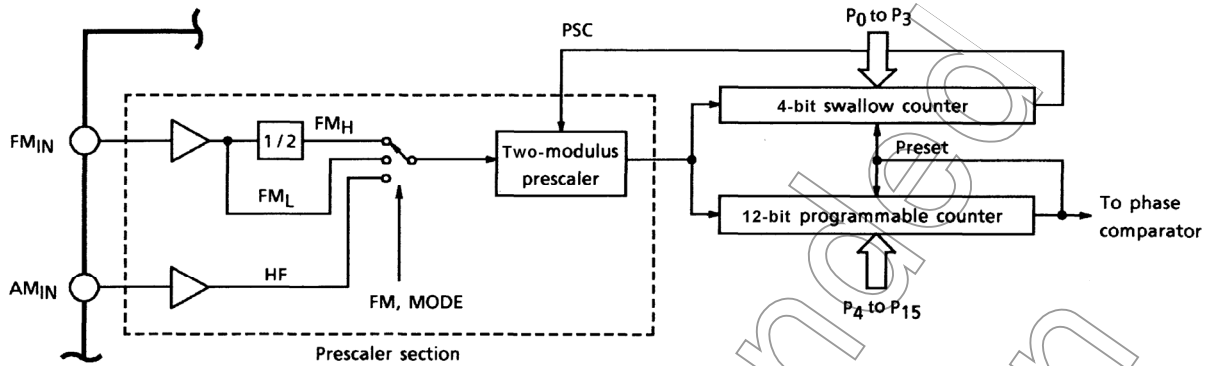 P0 to P3
PSC
4-bit swallow counter
FMIN
1/2
FMH
Two-modulus
prescaler
Preset
FML
12-bit programmable counter
To phase
comparator
AMIN
HF
FM, MODE
P4 to P15
Prescaler section